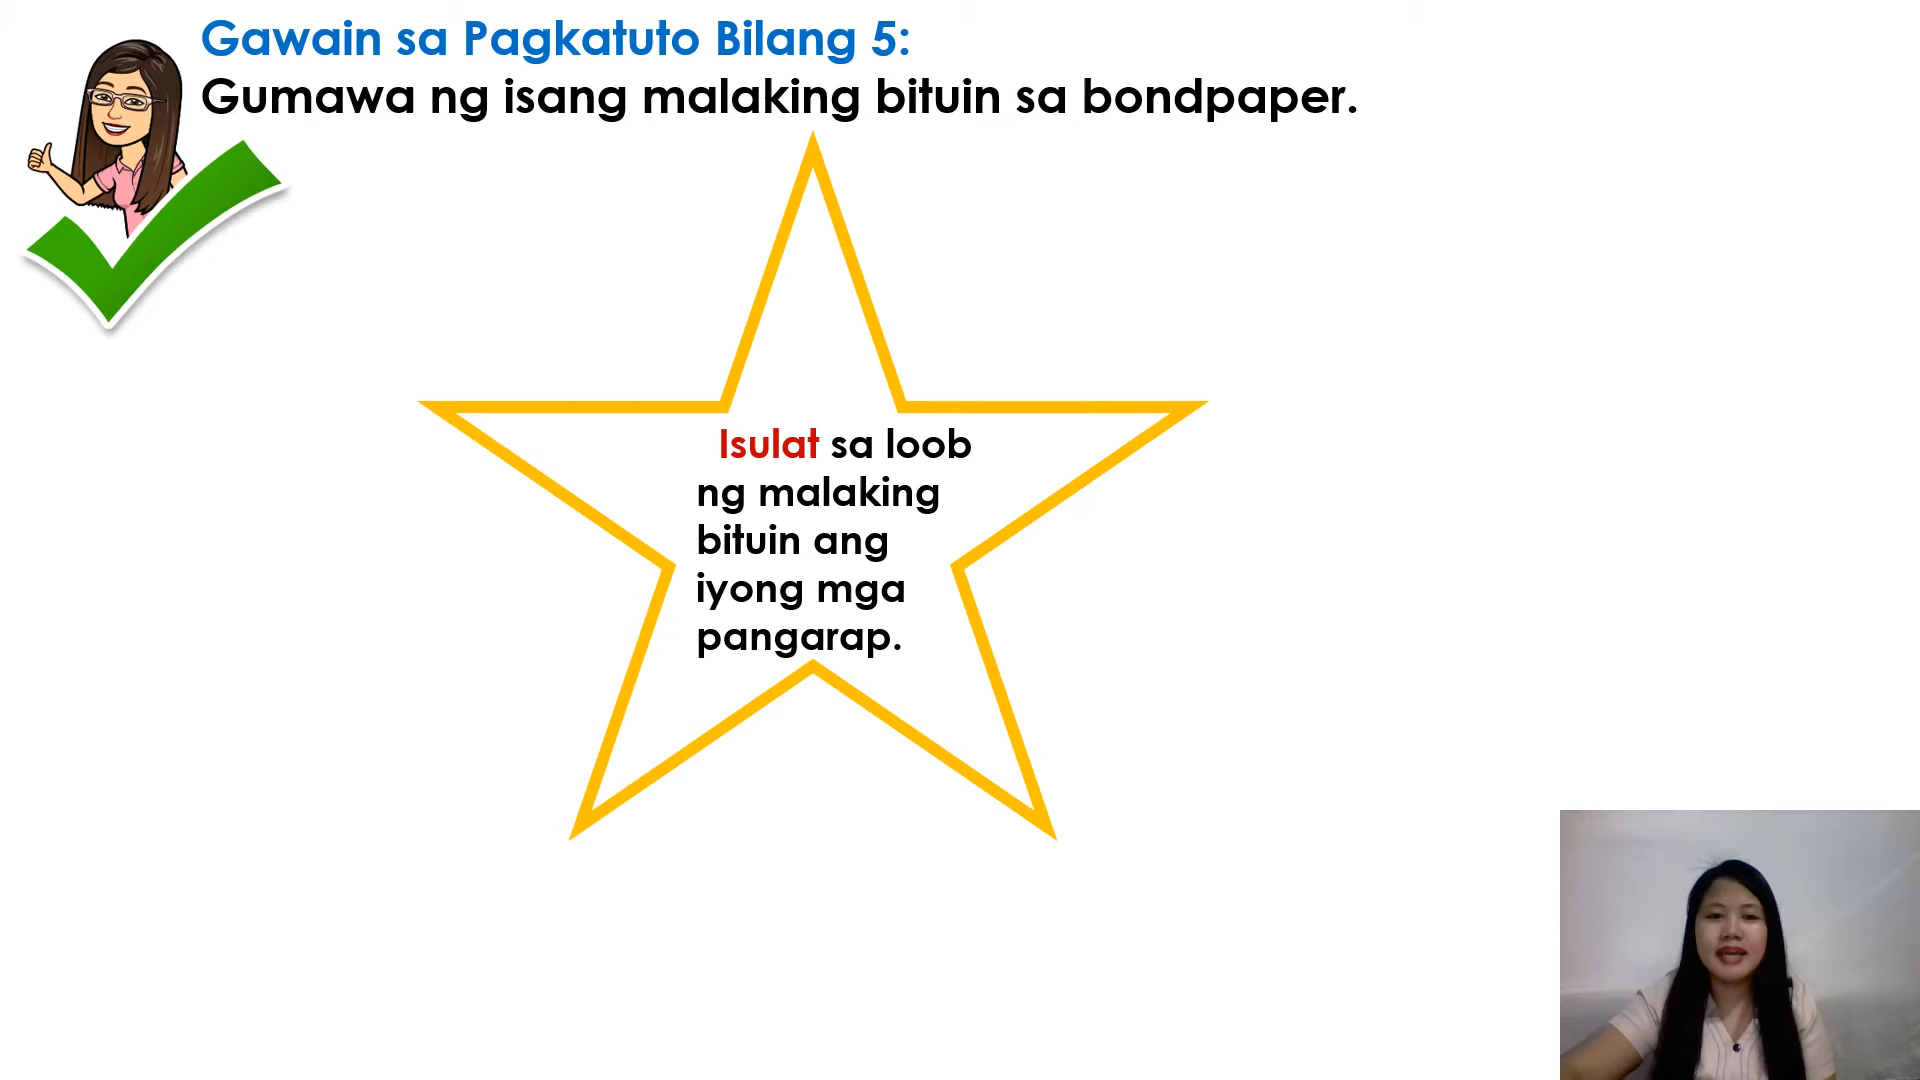 Gawain sa Pagkatuto Bilang 5:
Gumawa ng isang malaking bituin sa bondpaper.
Isulat sa loob
ng malaking
bituin ang
iyong mga
pangarap.